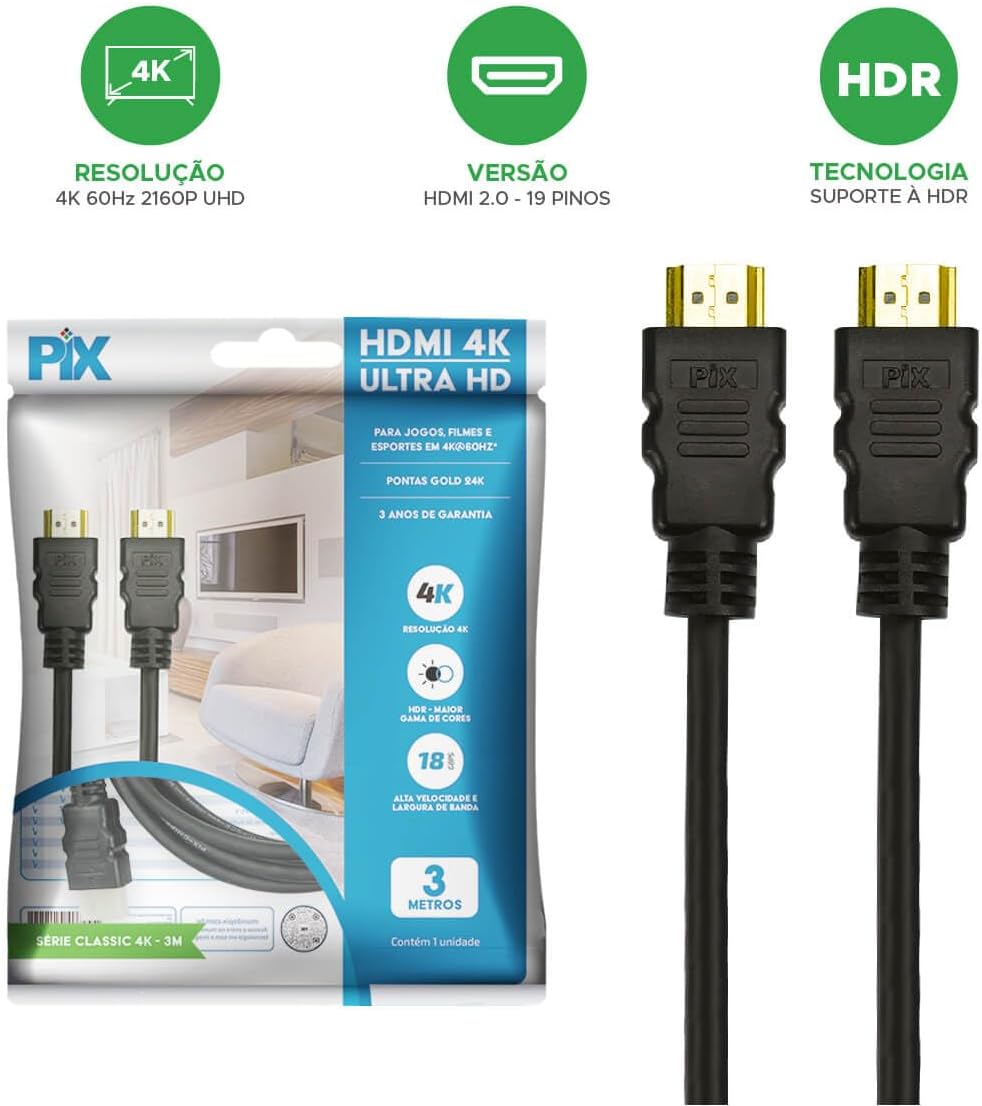 4K
HDR
RESOLUÇÃO
4K 60Hz 2160P UHD
VERSÃO
HDMI 2.0 - 19 PINOS
TECNOLOGIA
SUPORTE À HDR
PIX
HDMI 4K
ULTRA HD
PARA JOGOS, FILMES E
ESPORTES EM 4K@60HZ*
PONTAS GOLD 24K
3 ANOS DE GARANTIA
4K
RESOLUÇÃO 4K
HDR - MAIOR
GAMA DE CORES
18 GBPS
ALTA VELOCIDADE E
LARGURA DE BANDA
3
METROS
Contém 1 unidade
SÉRIE CLASSIC 4K - 3M
PIX
PIX
PIX